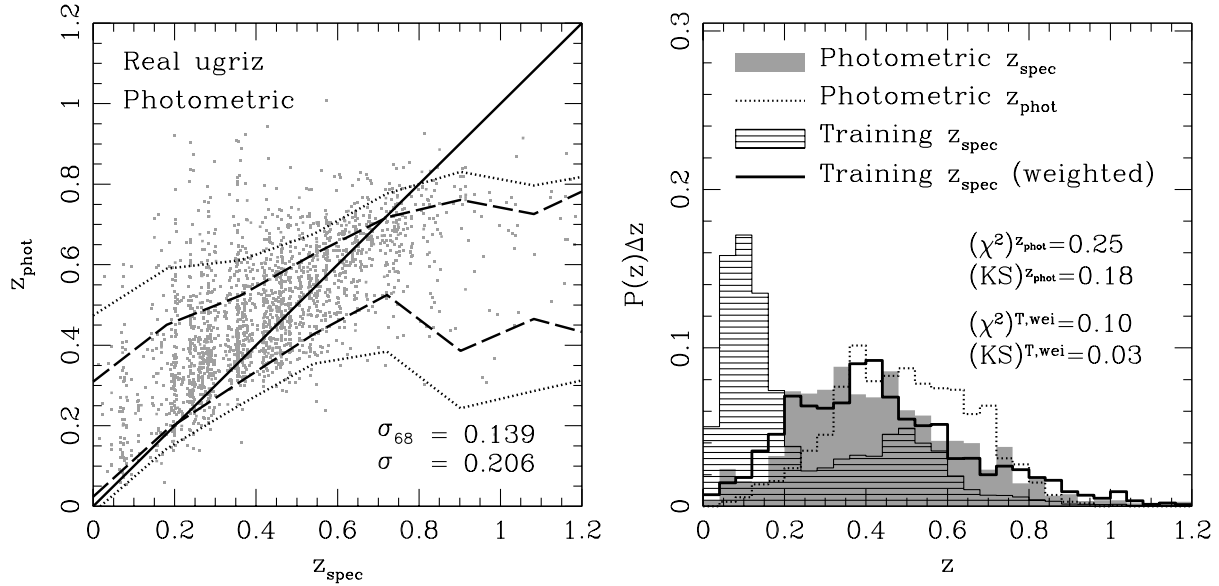 Real ugriz
Photometric
σ₆₈ = 0.139
σ = 0.206
0 0.2 0.4 0.6 0.8 1 1.2
z_phot
0 0.2 0.4 0.6 0.8 1 1.2
z_spec
Photometric z_spec
Photometric z_phot
Training z_spec
Training z_spec (weighted)
(χ²)^z_phot=0.25
(KS)^z_phot=0.18
(χ²)^T,wei=0.10
(KS)^T,wei=0.03
0 0.1 0.2 0.3
P(z)Δz
0 0.2 0.4 0.6 0.8 1 1.2
z